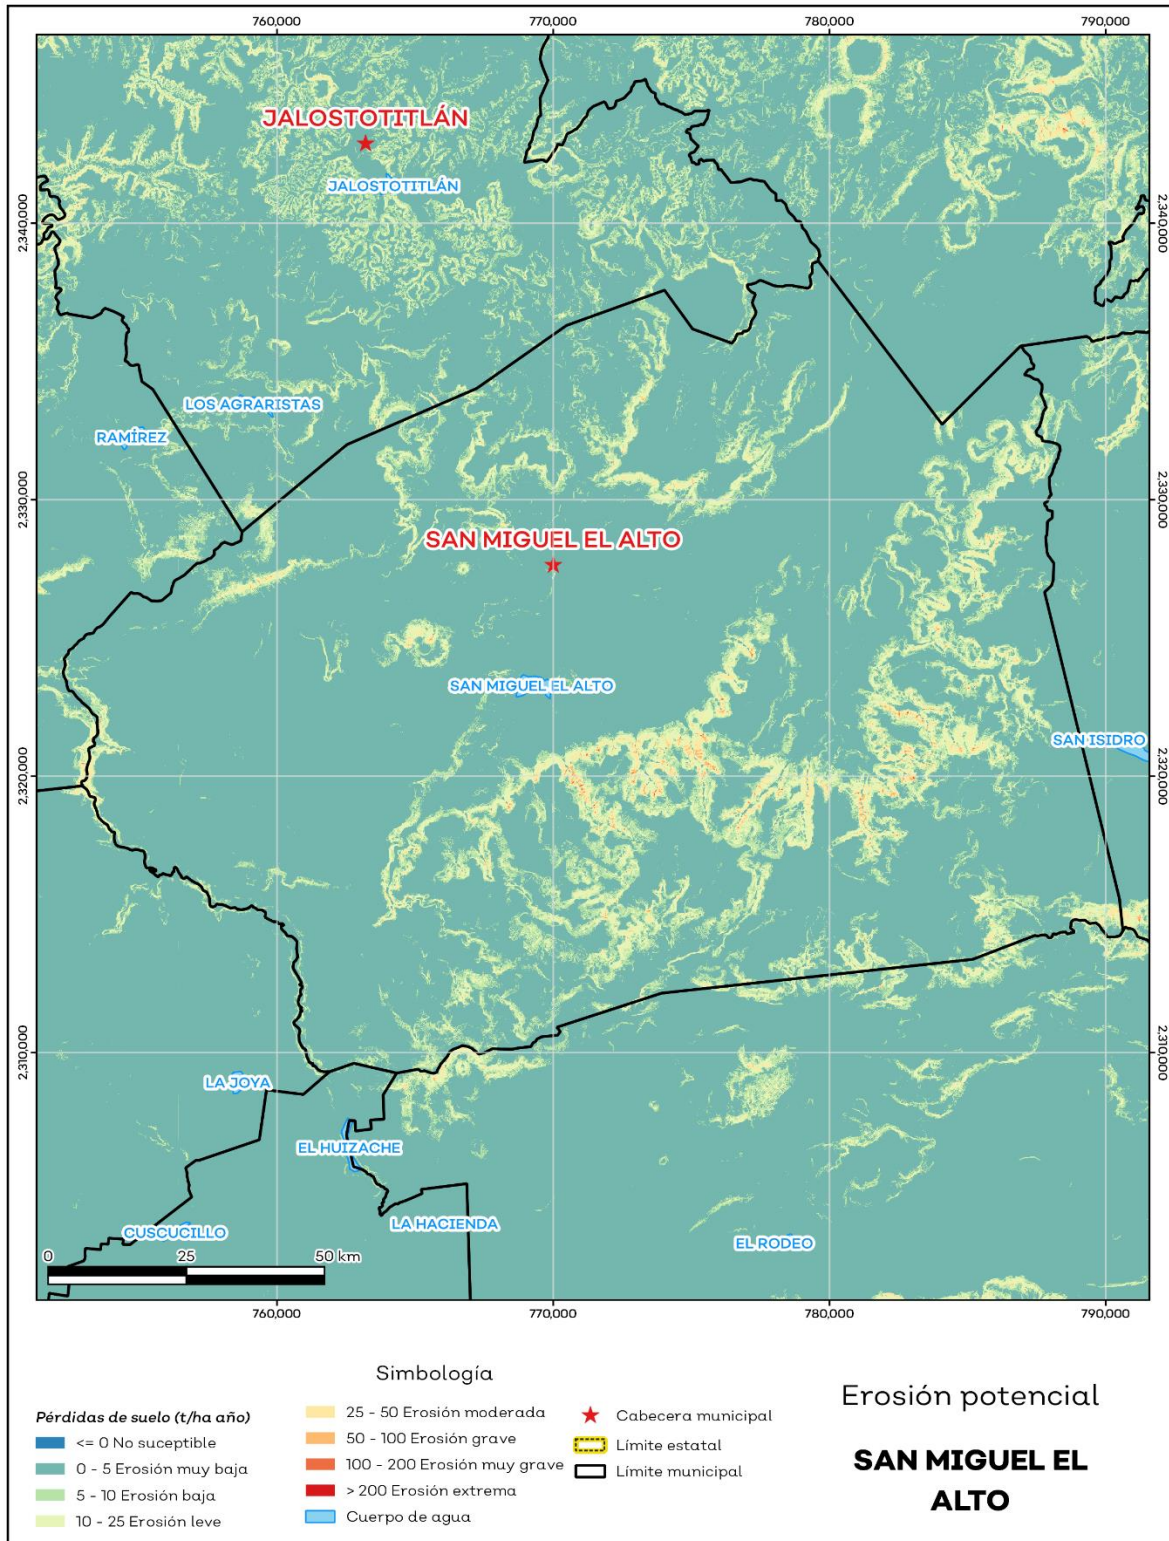 760,000
770,000
780,000
790,000
JALOSTOTITLÁN
JALOSTOTITLÁN
2,340,000
2,340,000
LOS AGRARISTAS
RAMÍREZ
2,330,000
2,330,000
SAN MIGUEL EL ALTO
SAN MIGUEL EL ALTO
SAN ISIDRO
2,320,000
2,320,000
2,310,000
2,310,000
LA JOYA
EL HUIZACHE
LA HACIENDA
CUSCUCILLO
EL RODEO
0 25 50 km
760,000
770,000
780,000
790,000
Simbología
Pérdidas de suelo (t/ha año)
<= 0 No suceptible
0 - 5 Erosión muy baja
5 - 10 Erosión baja
10 - 25 Erosión leve
25 - 50 Erosión moderada
50 - 100 Erosión grave
100 - 200 Erosión muy grave
> 200 Erosión extrema
Cuerpo de agua
Cabecera municipal
Límite estatal
Límite municipal
Erosión potencial
SAN MIGUEL EL
ALTO